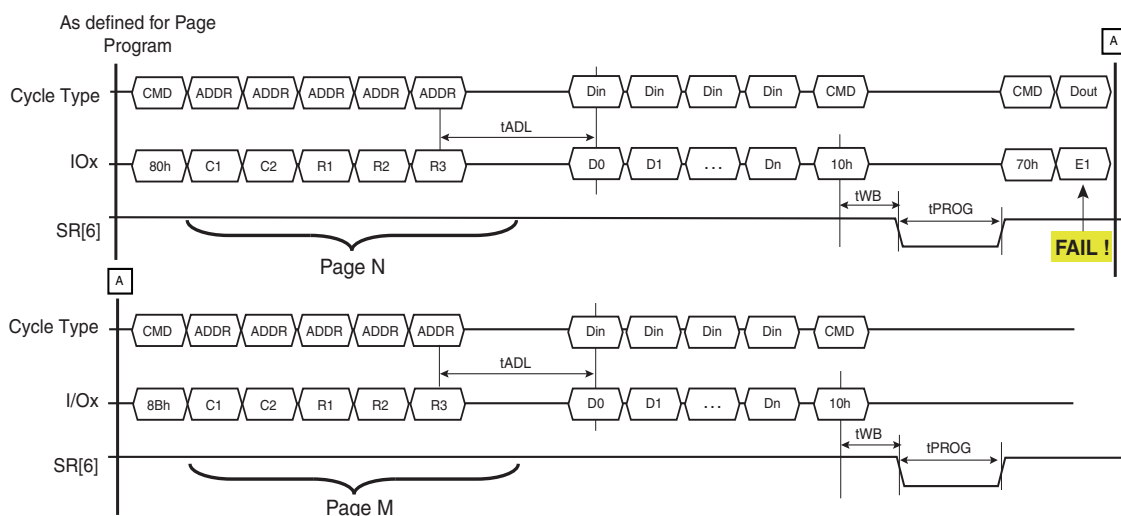 As defined for Page
Program
A
Cycle Type
CMD ADDR ADDR ADDR ADDR ADDR Din Din Din Din CMD CMD Dout
tADL
IOx
80h C1 C2 R1 R2 R3 D0 D1 ... Dn 10h 70h E1
tWB tPROG
SR[6]
FAIL !
Page N
A
Cycle Type
CMD ADDR ADDR ADDR ADDR ADDR Din Din Din Din CMD
tADL
I/Ox
8Bh C1 C2 R1 R2 R3 D0 D1 ... Dn 10h
tWB tPROG
SR[6]
Page M